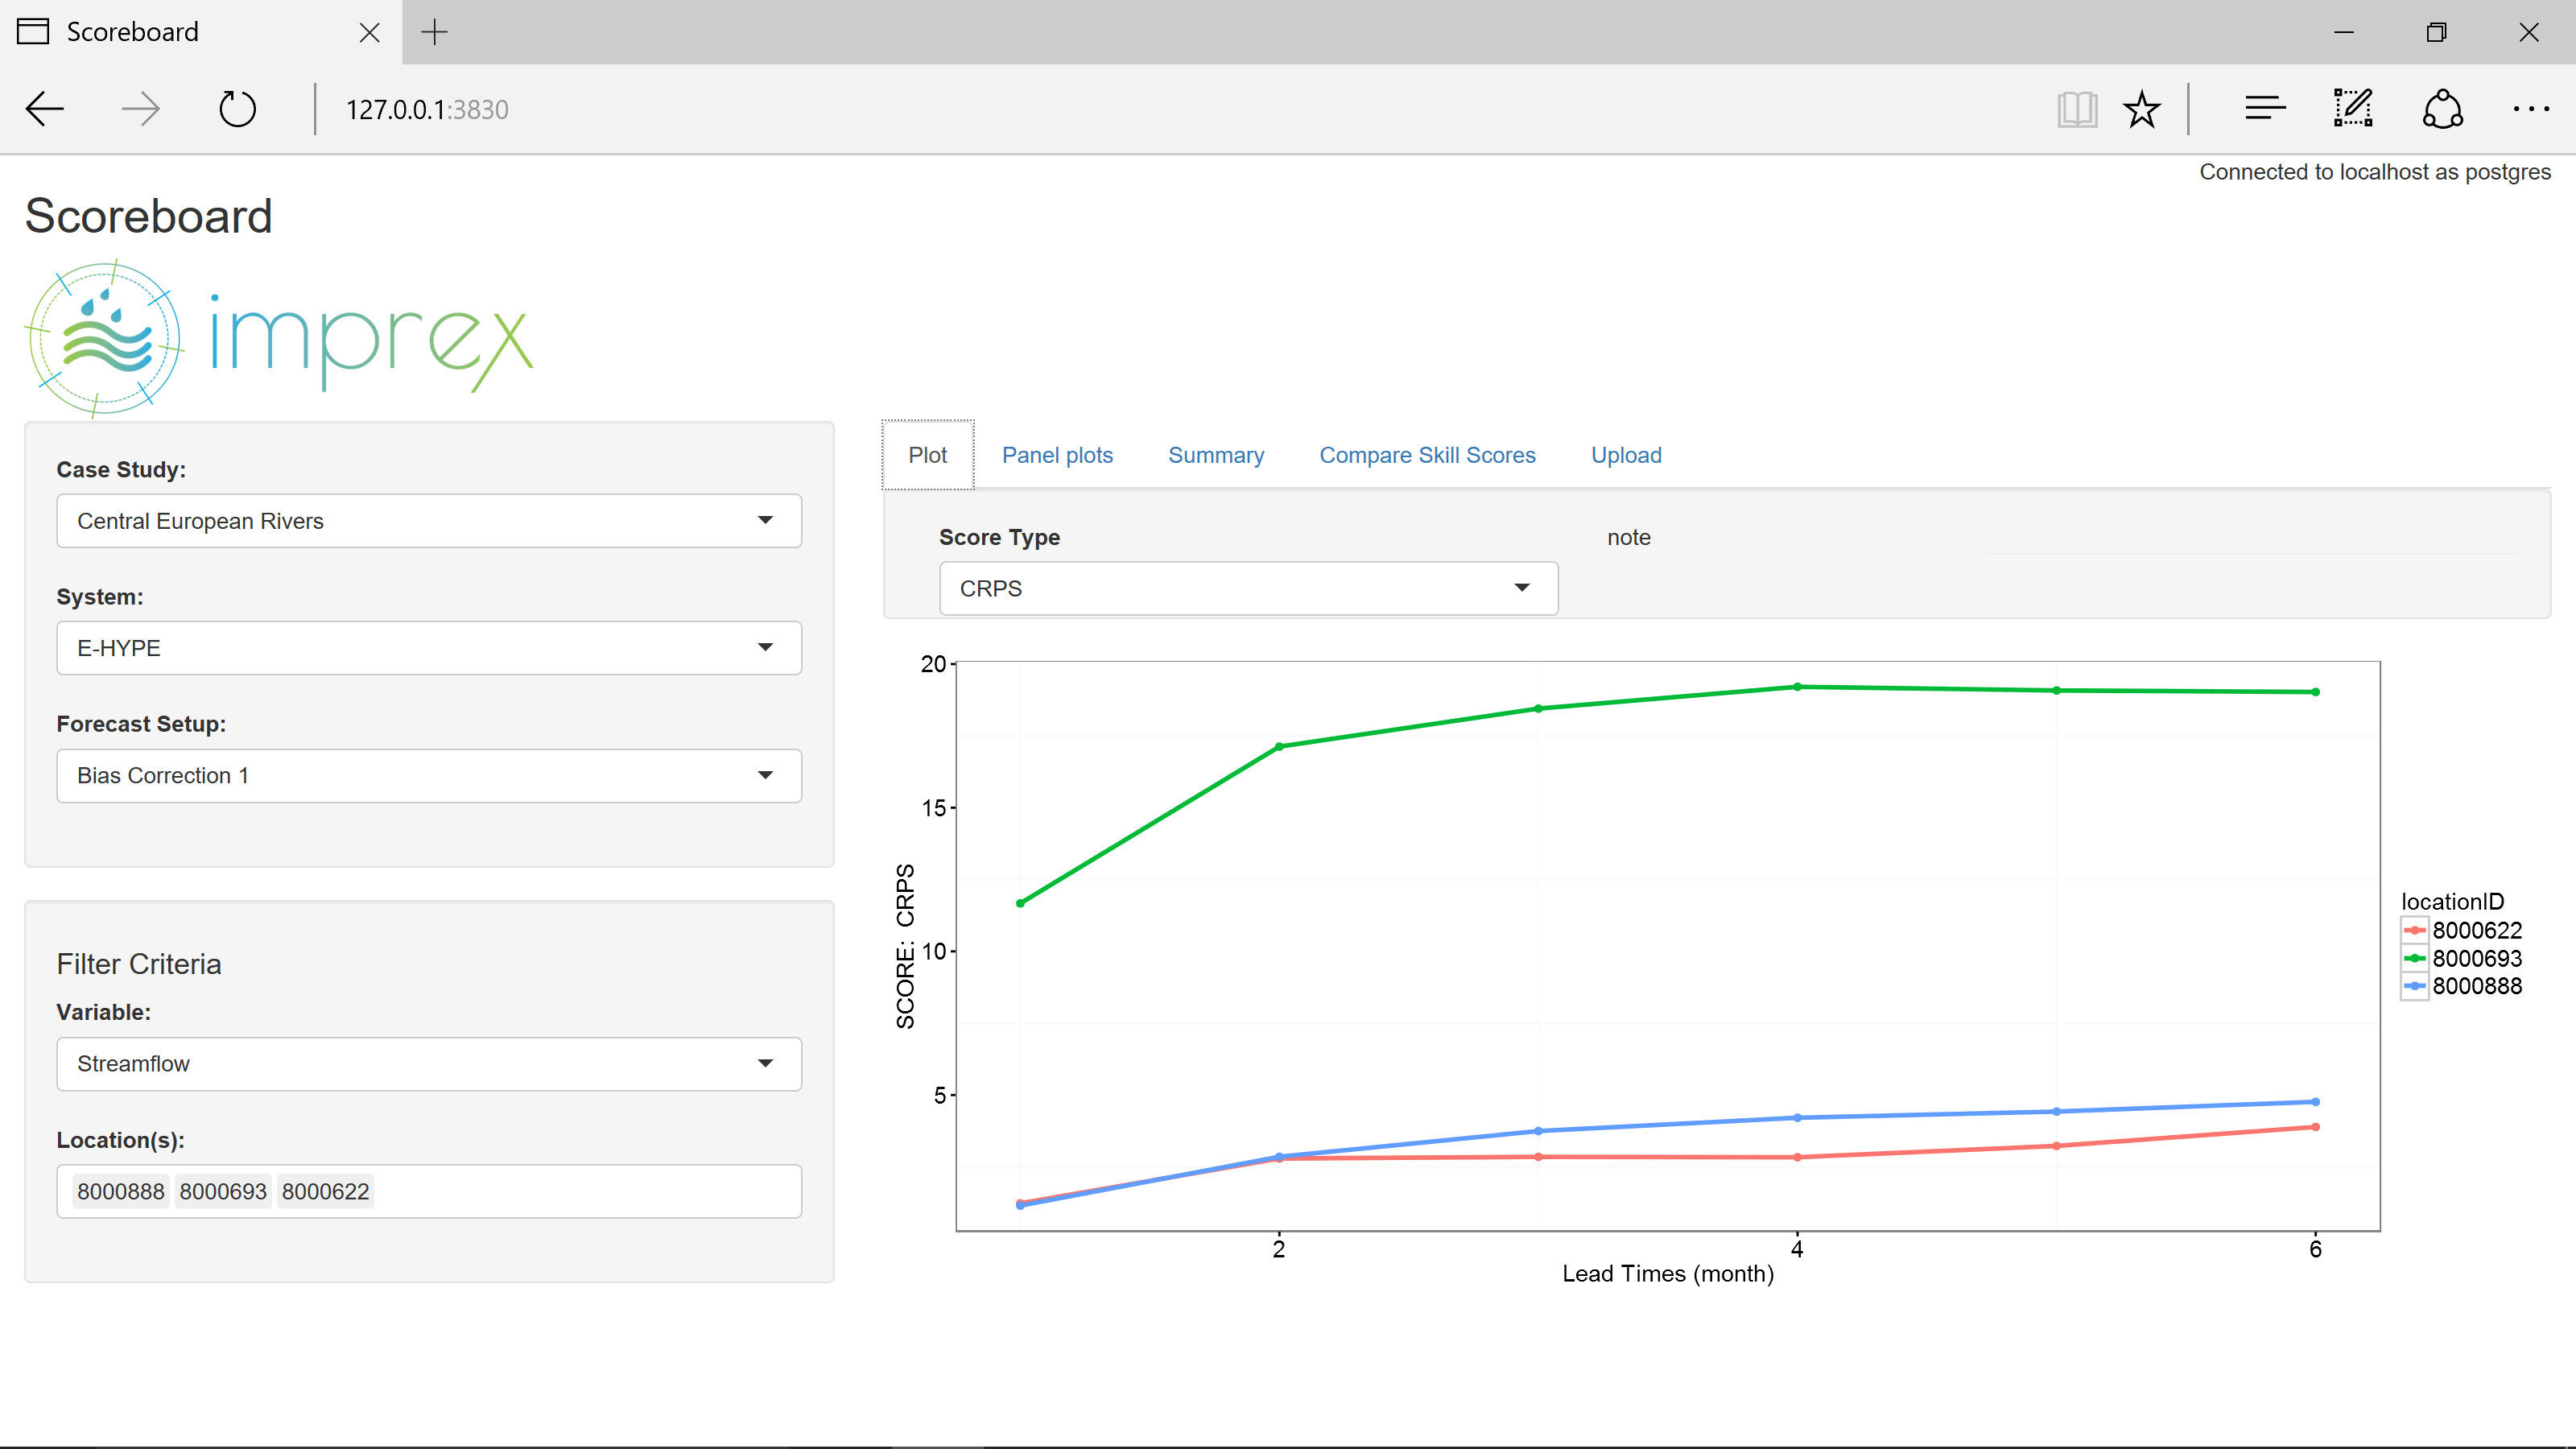 Scoreboard
127.0.0.1:3830
Connected to localhost as postgres
Scoreboard
imprex
Case Study:
Central European Rivers
System:
E-HYPE
Forecast Setup:
Bias Correction 1
Filter Criteria
Variable:
Streamflow
Location(s):
8000888 8000693 8000622
Plot Panel plots Summary Compare Skill Scores Upload
Score Type note
CRPS
20
15
10
5
SCORE: CRPS
2 4 6
Lead Times (month)
locationID
8000622
8000693
8000888